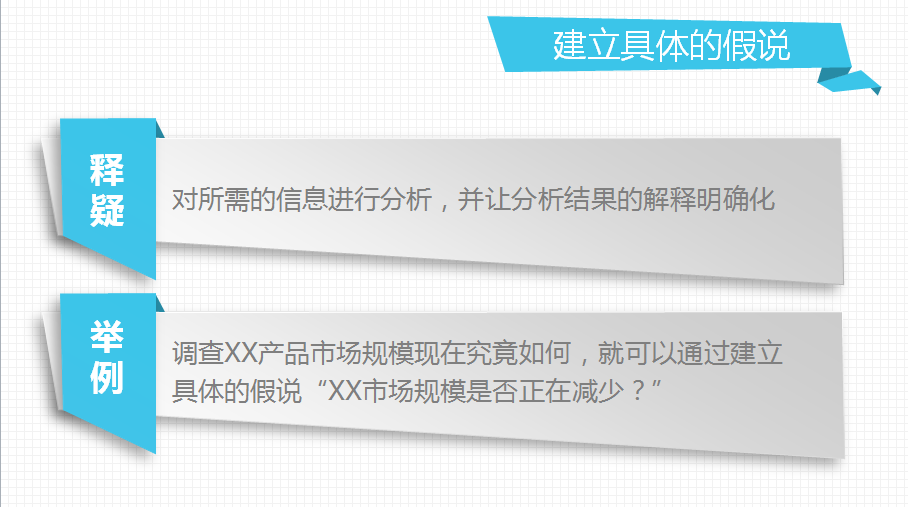 建立具体的假说
释疑
对所需的信息进行分析，并让分析结果的解释明确化
举例
调查XX产品市场规模现在究竟如何，就可以通过建立
具体的假说“XX市场规模是否正在减少？”